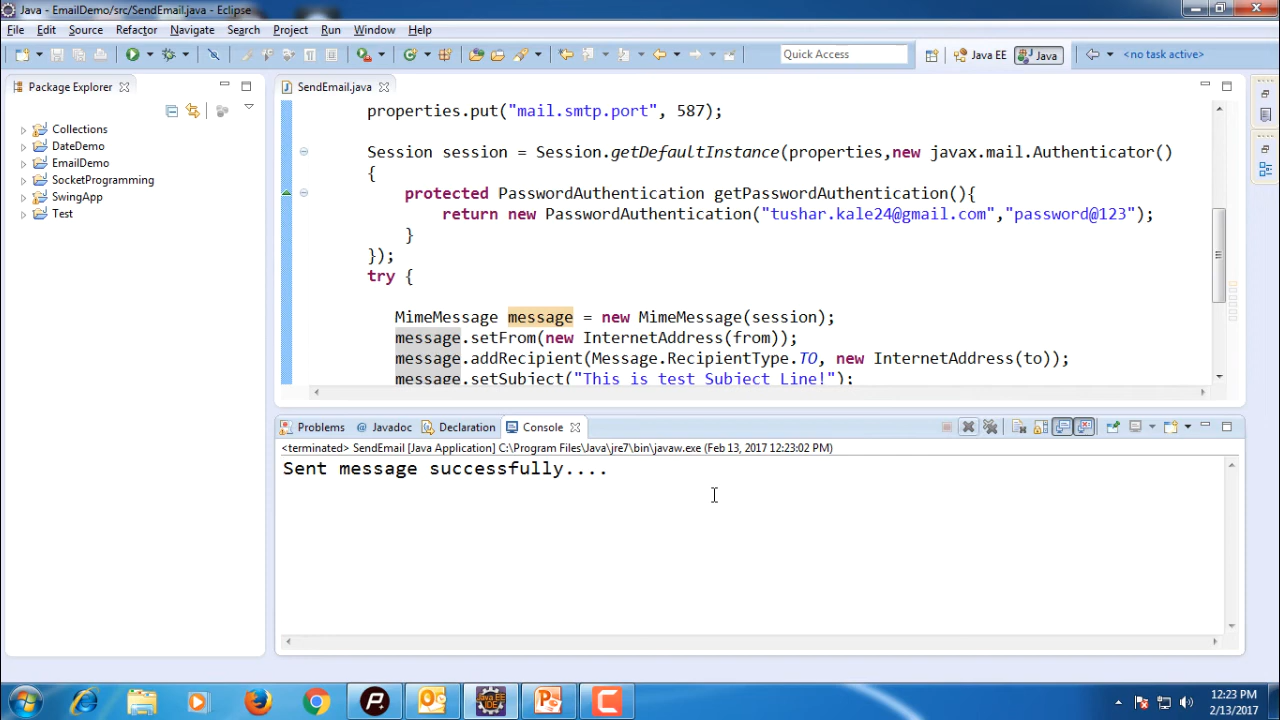 Java - EmailDemo/src/SendEmail.java - Eclipse
File Edit Source Refactor Navigate Search Project Run Window Help
Quick Access
Java EE
Java
<no task active>
Package Explorer
SendEmail.java
Collections
DateDemo
EmailDemo
SocketProgramming
SwingApp
Test
properties.put("mail.smtp.port", 587);
Session session = Session.getDefaultInstance(properties,new javax.mail.Authenticator()
{
protected PasswordAuthentication getPasswordAuthentication(){
return new PasswordAuthentication("tushar.kale24@gmail.com","password@123");
}
});
try {
MimeMessage message = new MimeMessage(session);
message.setFrom(new InternetAddress(from));
message.addRecipient(Message.RecipientType.TO, new InternetAddress(to));
message.setSubject("This is test Subject Line!");
Problems @ Javadoc Declaration Console
<terminated> SendEmail [Java Application] C:\Program Files\Java\jre7\bin\javaw.exe (Feb 13, 2017 12:23:02 PM)
Sent message successfully....
Java EE
IDE
12:23 PM
2/13/2017